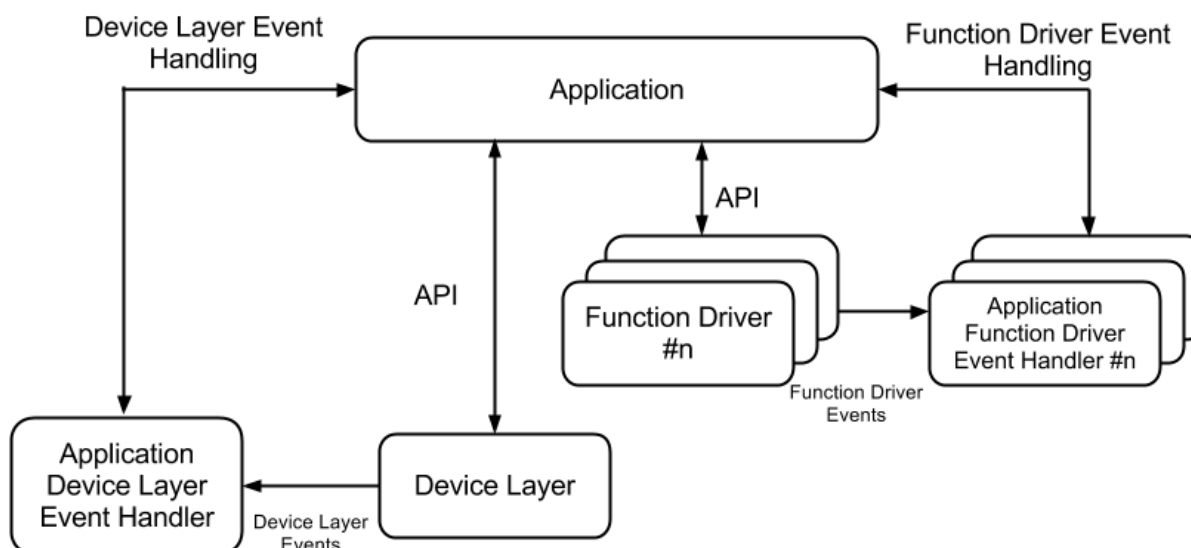 Device Layer Event
Handling
Application
Function Driver Event
Handling
API
API
Function Driver
#n
Application
Function Driver
Event Handler #n
Function Driver
Events
Application
Device Layer
Event Handler
Device Layer
Device Layer
Events